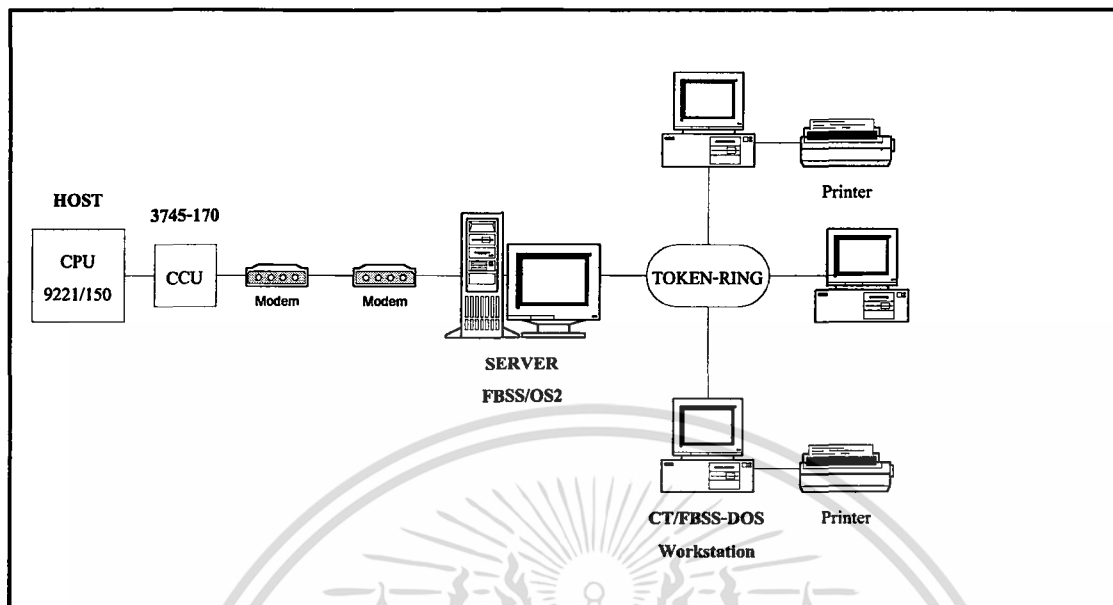 HOST
CPU
9221/150
3745-170
CCU
Modem
Modem
SERVER
FBSS/OS2
TOKEN-RING
Printer
CT/FBSS-DOS
Workstation
Printer